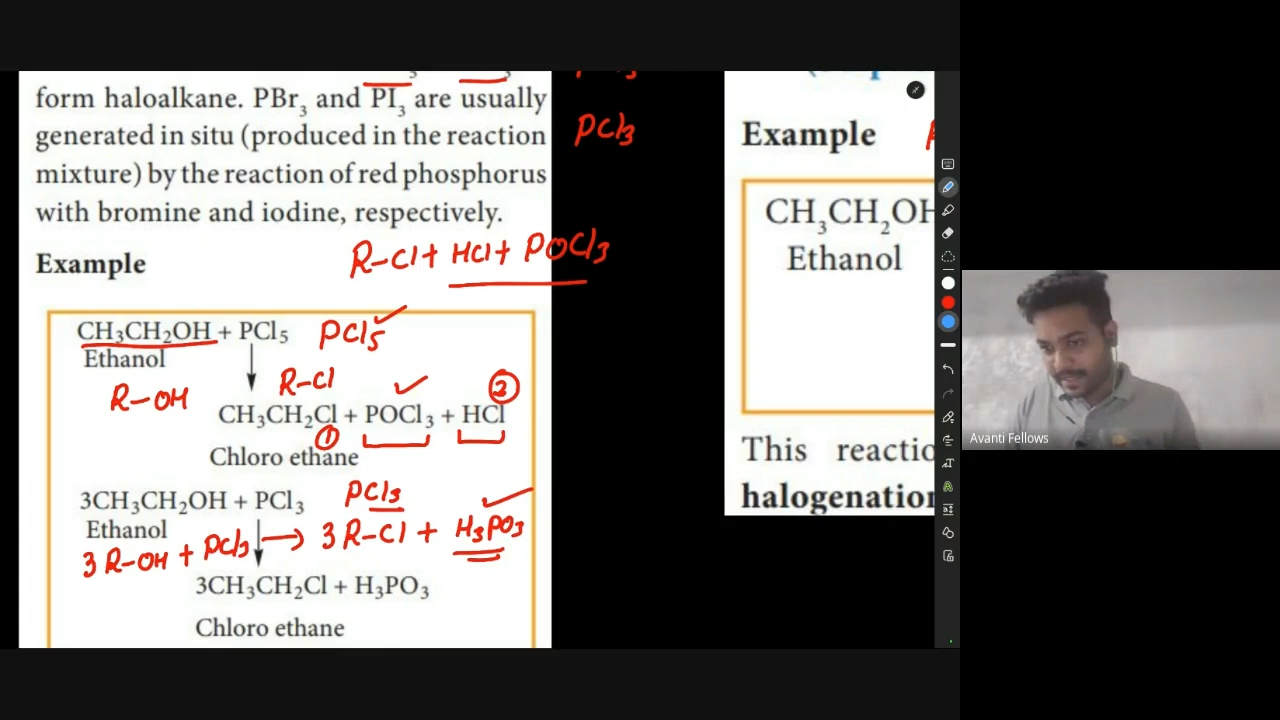 form haloalkane. PBr₃ and PI₃ are usually
generated in situ (produced in the reaction
mixture) by the reaction of red phosphorus
with bromine and iodine, respectively.
PCl₃
Example
R-Cl + HCl + POCl₃
CH₃CH₂OH + PCl₅
PCl₅ ✓
Ethanol
R-OH
R-Cl
✓
②
CH₃CH₂Cl + POCl₃ + HCl
①
Chloro ethane
3CH₃CH₂OH + PCl₃
PCl₃
Ethanol
3 R-OH + PCl₃ → 3 R-Cl + H₃PO₃
✓
3CH₃CH₂Cl + H₃PO₃
Chloro ethane
Example
CH₃CH₂OH
Ethanol
This reactio
halogenation
Avanti Fellows